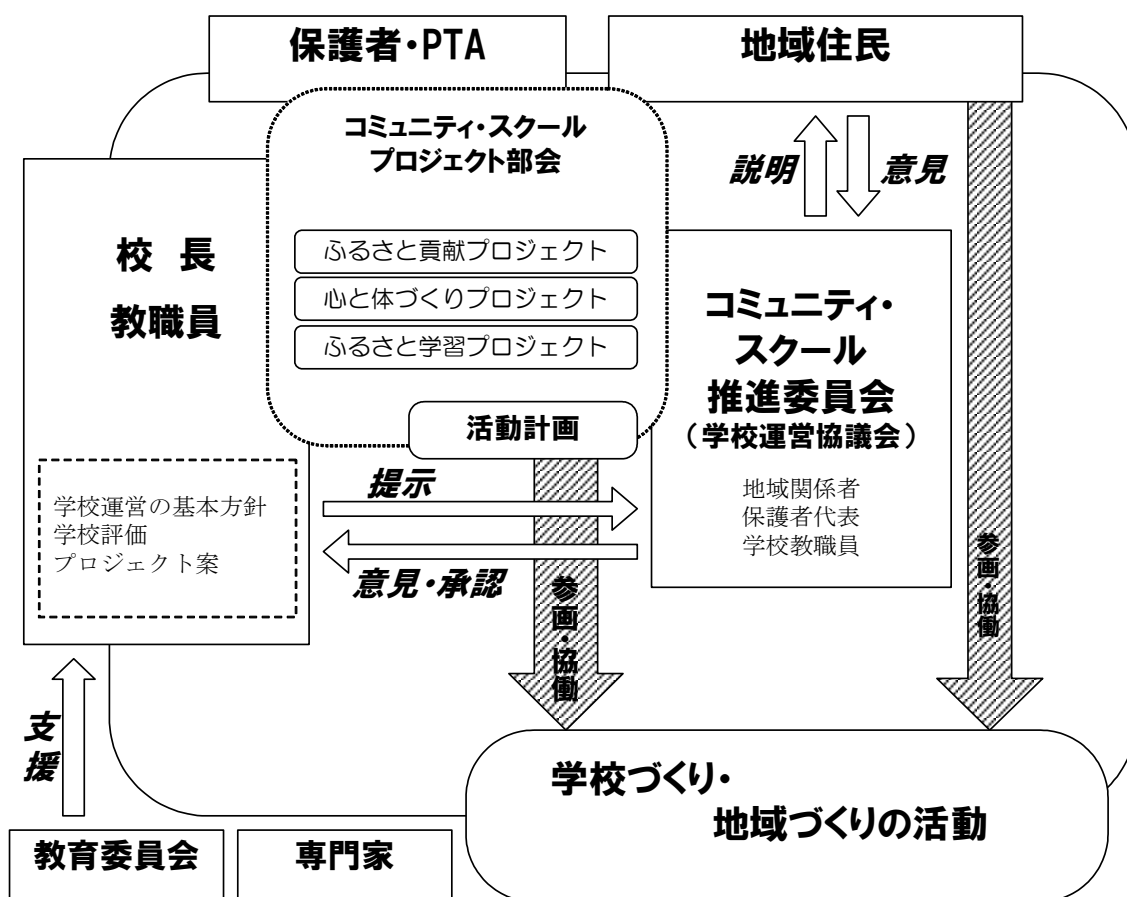 保護者・PTA
地域住民
コミュニティ・スクール
プロジェクト部会
説明
意見
校 長
教職員
ふるさと貢献プロジェクト
心と体づくりプロジェクト
ふるさと学習プロジェクト
コミュニティ・
スクール
推進委員会
（学校運営協議会）
地域関係者
保護者代表
学校教職員
活動計画
提示
学校運営の基本方針
学校評価
プロジェクト案
意見・承認
参画・協働
参画・協働
支援
学校づくり・
地域づくりの活動
教育委員会
専門家